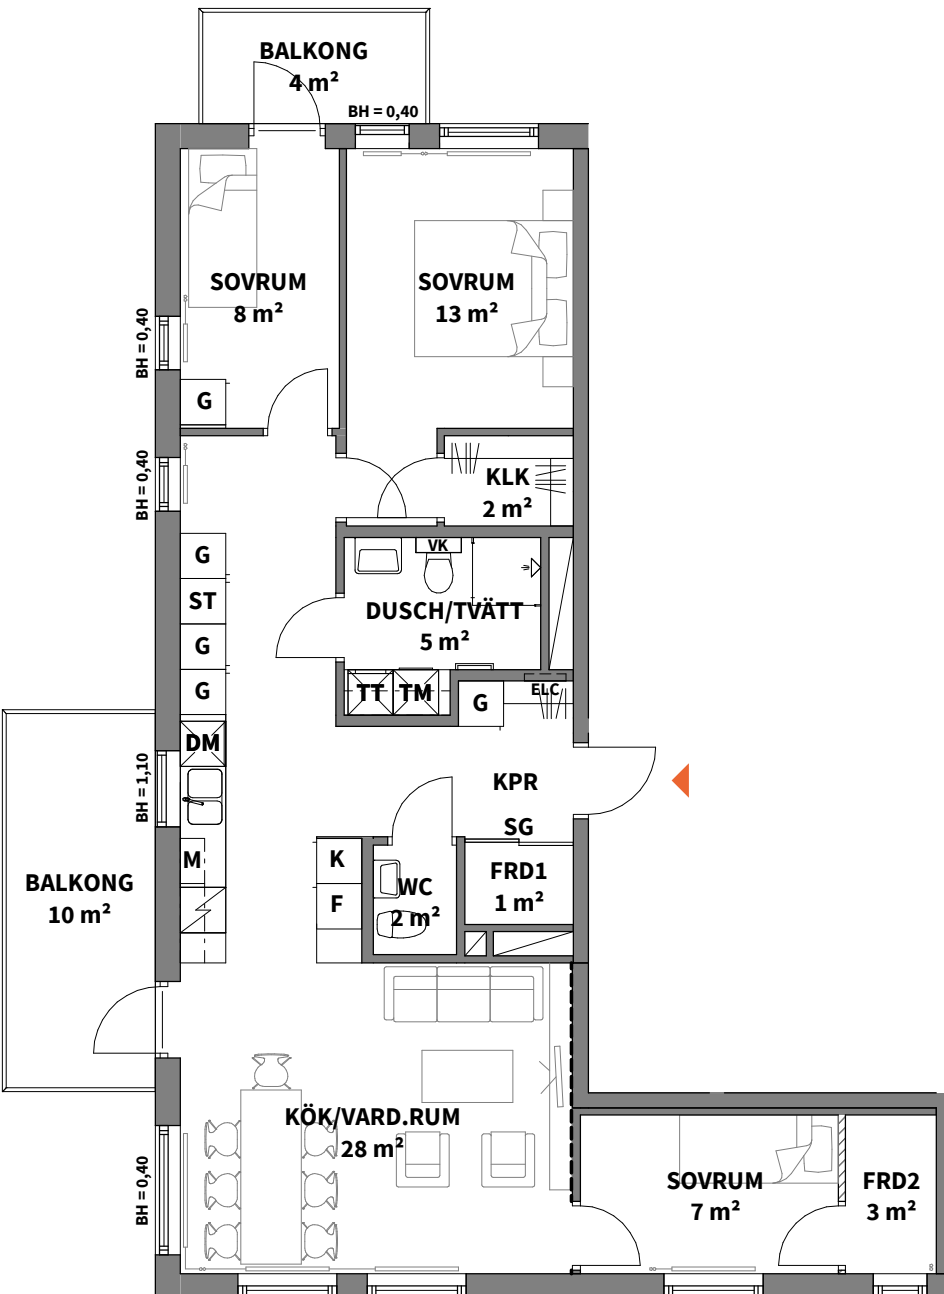 BALKONG
4 m²
BH = 0,40
SOVRUM
8 m²
SOVRUM
13 m²
BH = 0,40
G
BH = 0,40
KLK
2 m²
G
ST
G
G
VK
DUSCH/TVÄTT
5 m²
TT
TM
G
ELC
DM
BH = 1,10
KPR
SG
M
K
F
WC
2 m²
FRD1
1 m²
BALKONG
10 m²
KÖK/VARD.RUM
28 m²
BH = 0,40
SOVRUM
7 m²
FRD2
3 m²